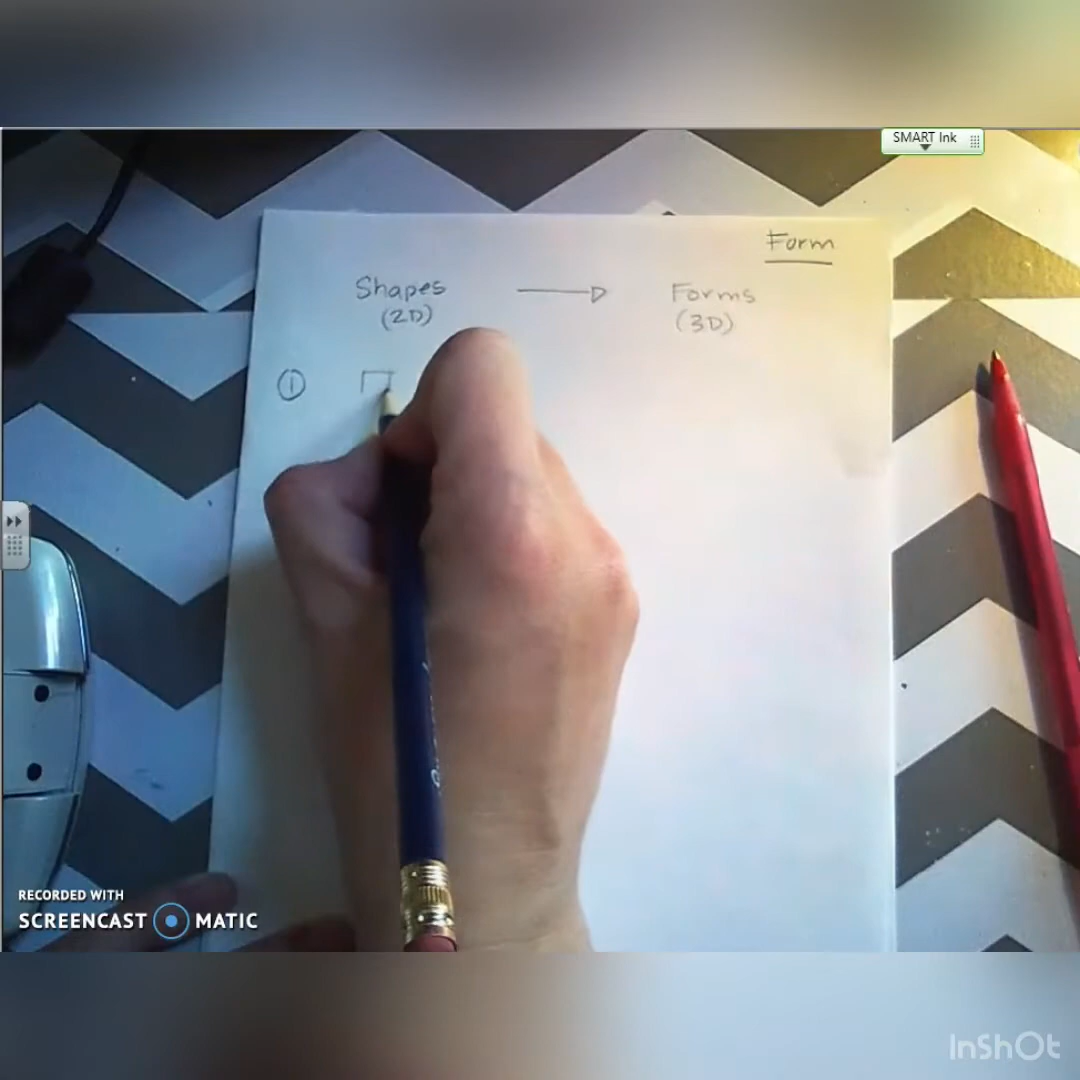 SMART Ink
Form
Shapes → Forms
(2D) (3D)
①
RECORDED WITH
SCREENCAST MATIC
InShOt